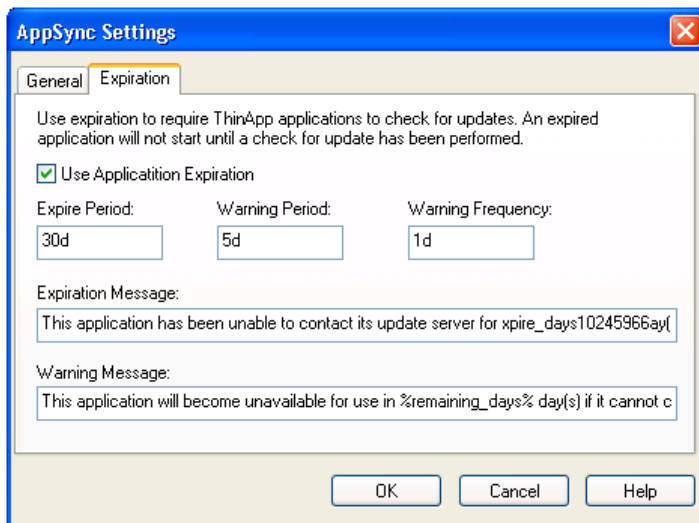 AppSync Settings
General Expiration
Use expiration to require ThinApp applications to check for updates. An expired
application will not start until a check for update has been performed.
Use Applicatition Expiration
Expire Period: Warning Period: Warning Frequency:
30d 5d 1d
Expiration Message:
This application has been unable to contact its update server for xpire_days10245966ay(
Warning Message:
This application will become unavailable for use in %remaining_days% day(s) if it cannot c
OK Cancel Help